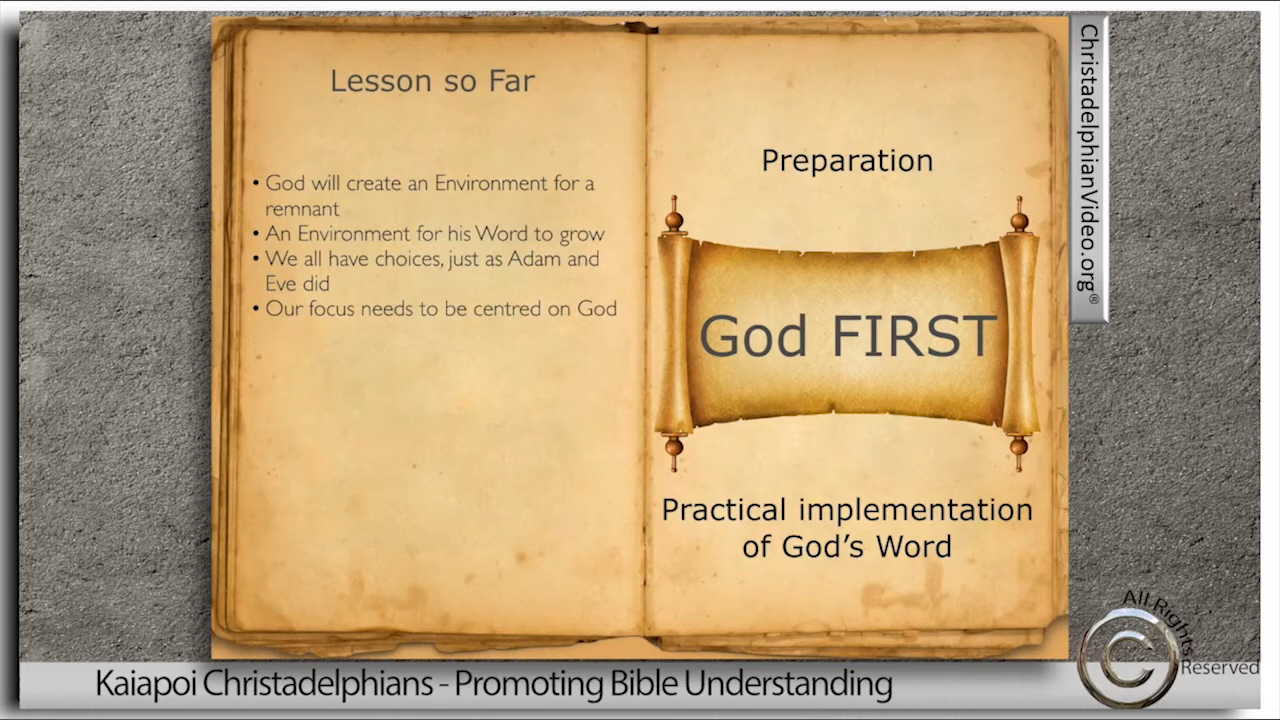 Lesson so Far
• God will create an Environment for a
remnant
• An Environment for his Word to grow
• We all have choices, just as Adam and
Eve did
• Our focus needs to be centred on God
Preparation
God FIRST
Practical implementation
of God’s Word
ChristadelphianVideo.org®
Kaiapoi Christadelphians - Promoting Bible Understanding
All Rights
©
Reserved